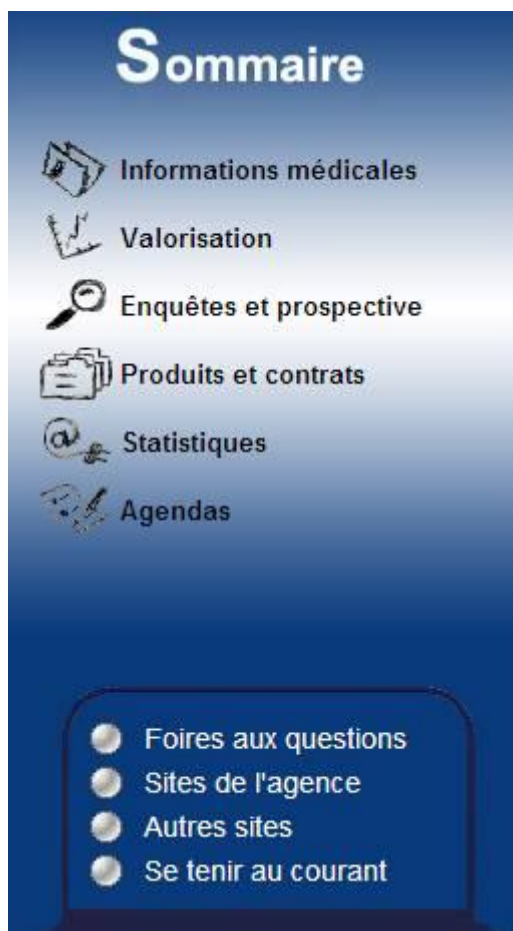 Sommaire
Informations médicales
Valorisation
Enquêtes et prospective
Produits et contrats
Statistiques
Agendas
Foires aux questions
Sites de l'agence
Autres sites
Se tenir au courant